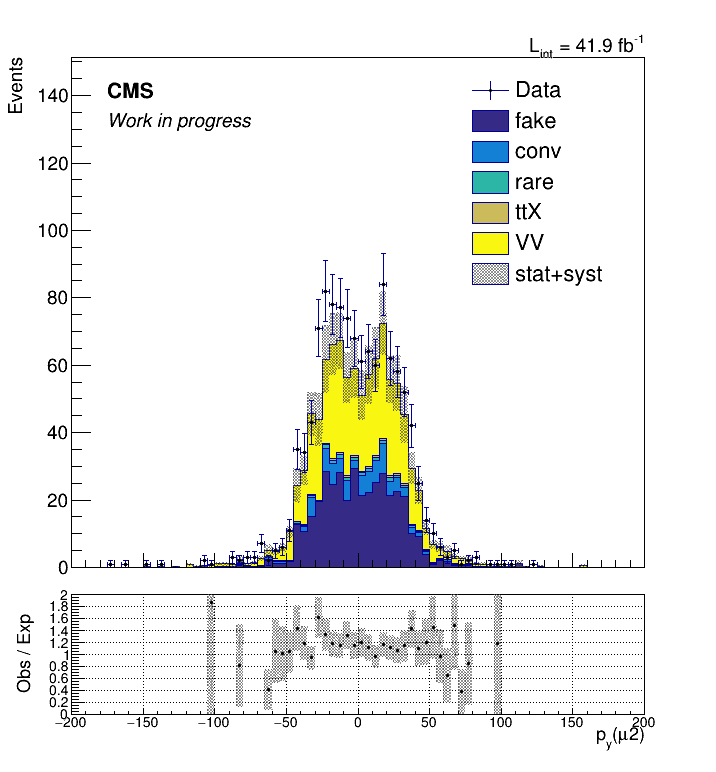 L_int = 41.9 fb^-1
Events
CMS
Work in progress
Data
fake
conv
rare
ttX
VV
stat+syst
140
120
100
80
60
40
20
0
Obs / Exp
2
1.8
1.6
1.4
1.2
1
0.8
0.6
0.4
0.2
0
−200 −150 −100 −50 0 50 100 150 200
p_y(μ2)